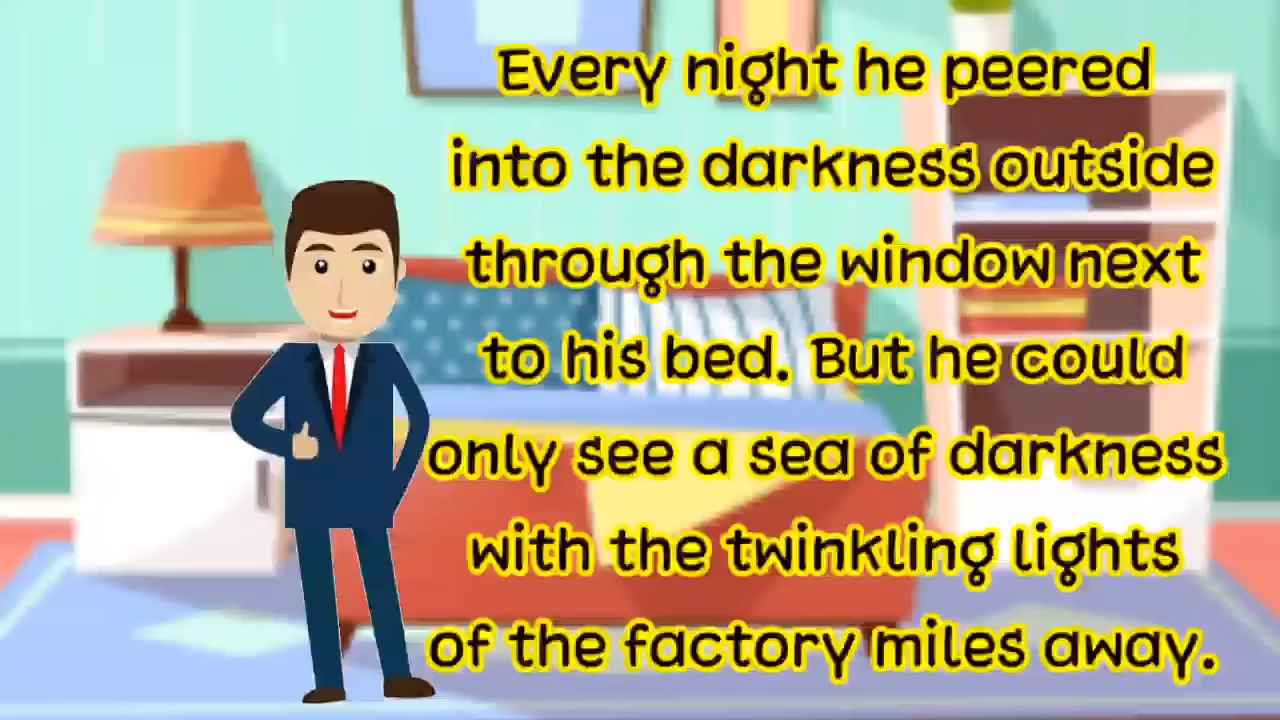 Every night he peered
into the darkness outside
through the window next
to his bed. But he could
only see a sea of darkness
with the twinkling lights
of the factory miles away.